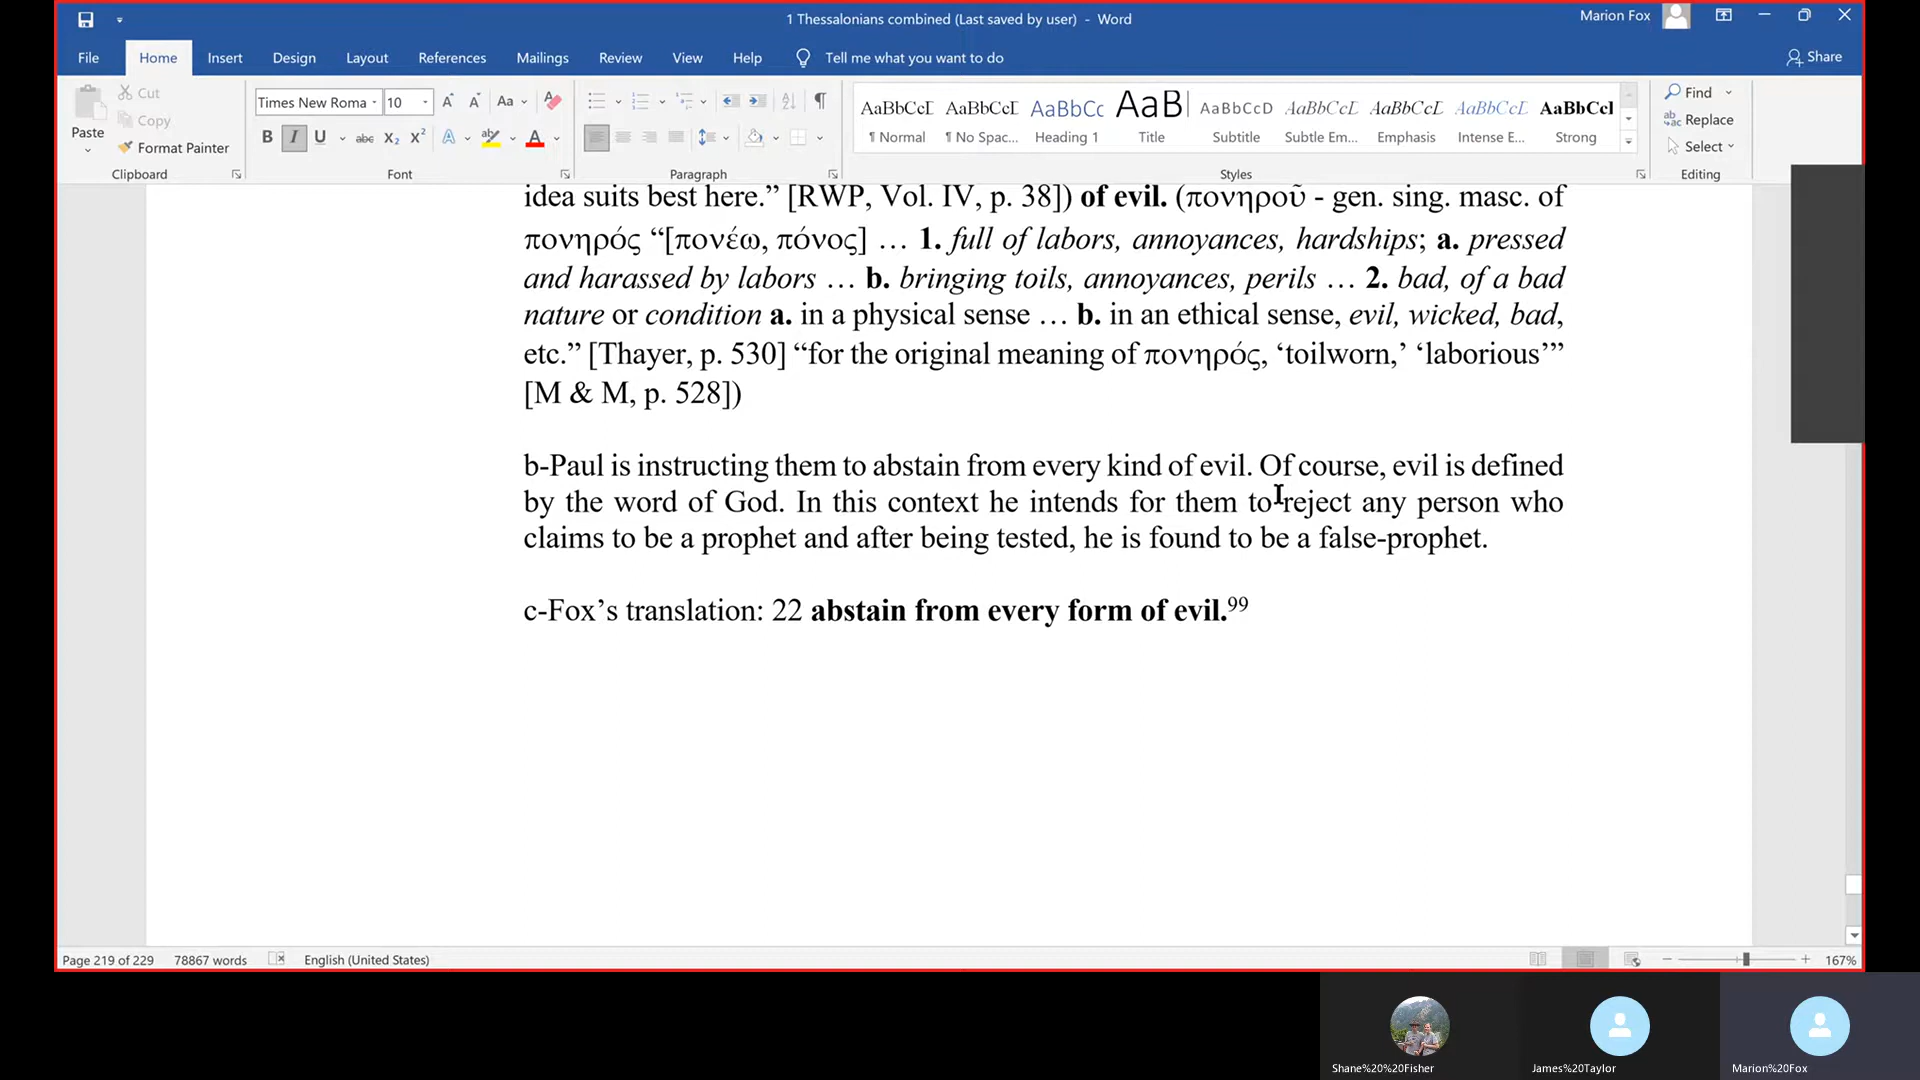 1 Thessalonians combined (Last saved by user) - Word
Marion Fox
File Home Insert Design Layout References Mailings Review View Help Tell me what you want to do Share
Paste
Cut
Copy
Format Painter
Clipboard
Times New Roma 10
Aa
B I U abc X₂ X² A A
Font
Paragraph
AaBbCcD AaBbCcD AaBbCc AaB AaBbCcD AaBbCcD AaBbCcD AaBbCcD AaBbCcl
¶ Normal ¶ No Spac... Heading 1 Title Subtitle Subtle Em... Emphasis Intense E... Strong
Styles
Find
Replace
Select
Editing
idea suits best here.” [RWP, Vol. IV, p. 38]) of evil. (πονηροῦ - gen. sing. masc. of
πονηρός “[πονέω, πόνος] … 1. full of labors, annoyances, hardships; a. pressed
and harassed by labors … b. bringing toils, annoyances, perils … 2. bad, of a bad
nature or condition a. in a physical sense … b. in an ethical sense, evil, wicked, bad,
etc.” [Thayer, p. 530] “for the original meaning of πονηρός, ‘toilworn,’ ‘laborious’”
[M & M, p. 528])
b-Paul is instructing them to abstain from every kind of evil. Of course, evil is defined
by the word of God. In this context he intends for them to reject any person who
claims to be a prophet and after being tested, he is found to be a false-prophet.
c-Fox’s translation: 22 abstain from every form of evil.99
Page 219 of 229 78867 words English (United States) 167%
Shane%20%20Fisher James%20Taylor Marion%20Fox